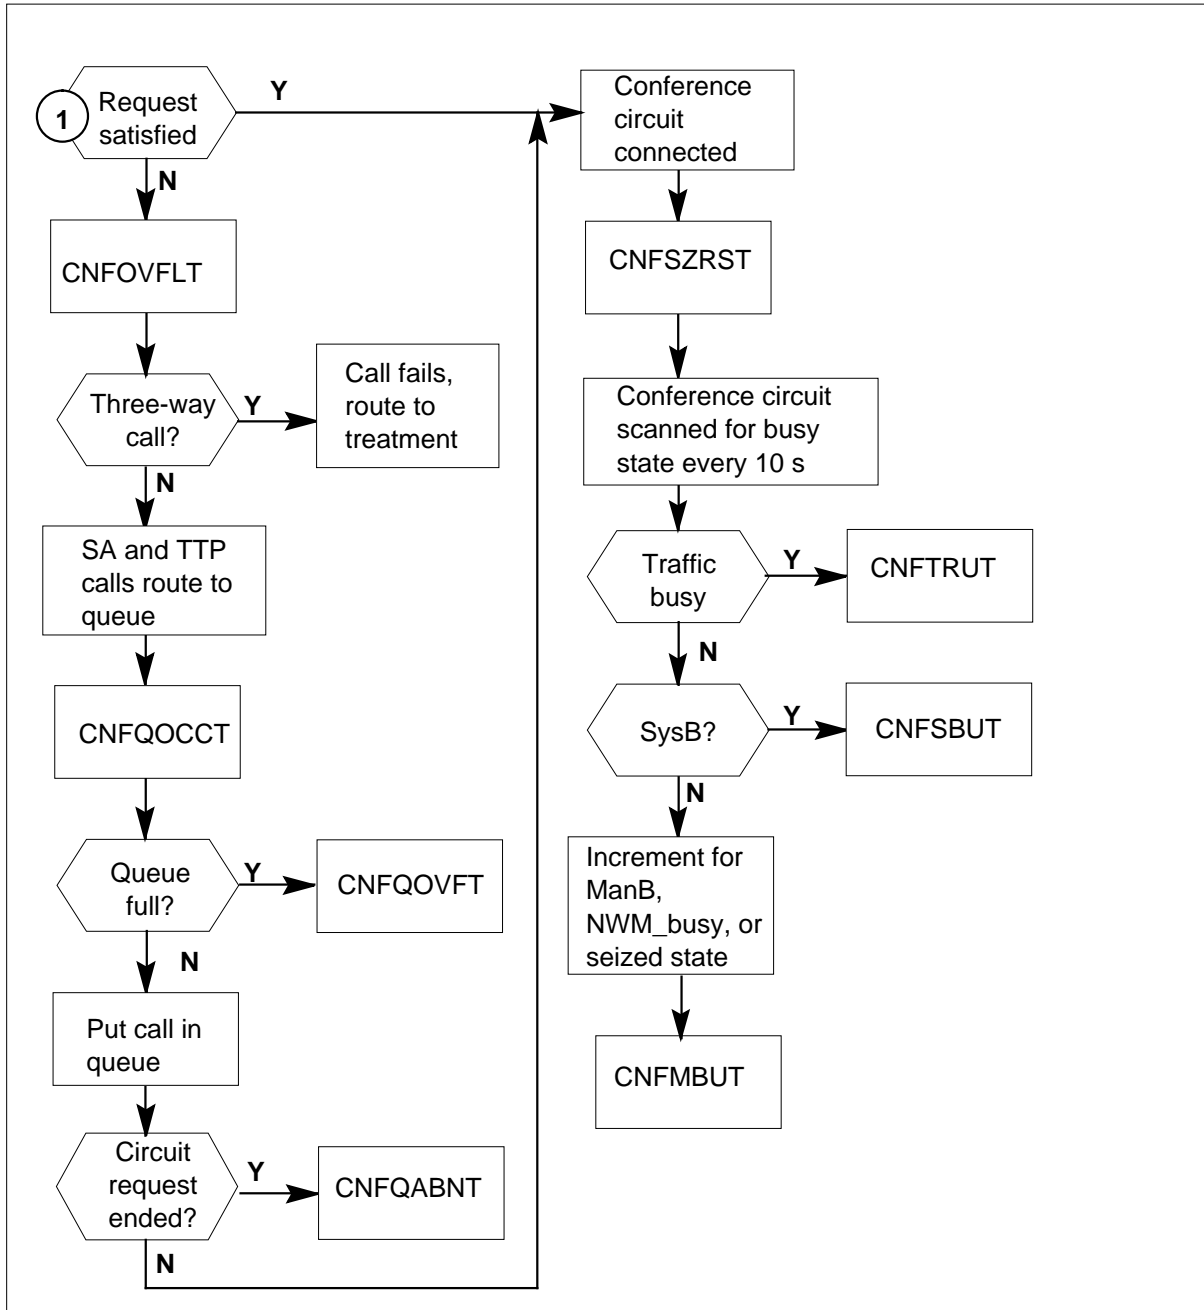 1
Request
satisfied
Y
N
CNFOVFLT
Three-way
call?
Y
Call fails,
route to
treatment
N
SA and TTP
calls route to
queue
CNFQOCCT
Queue
full?
Y
CNFQOVFT
N
Put call in
queue
Circuit
request
ended?
Y
CNFQABNT
N
Conference
circuit
connected
CNFSZRST
Conference circuit
scanned for busy
state every 10 s
Traffic
busy
Y
CNFTRUT
N
SysB?
Y
CNFSBUT
N
Increment for
ManB,
NWM_busy, or
seized state
CNFMBUT